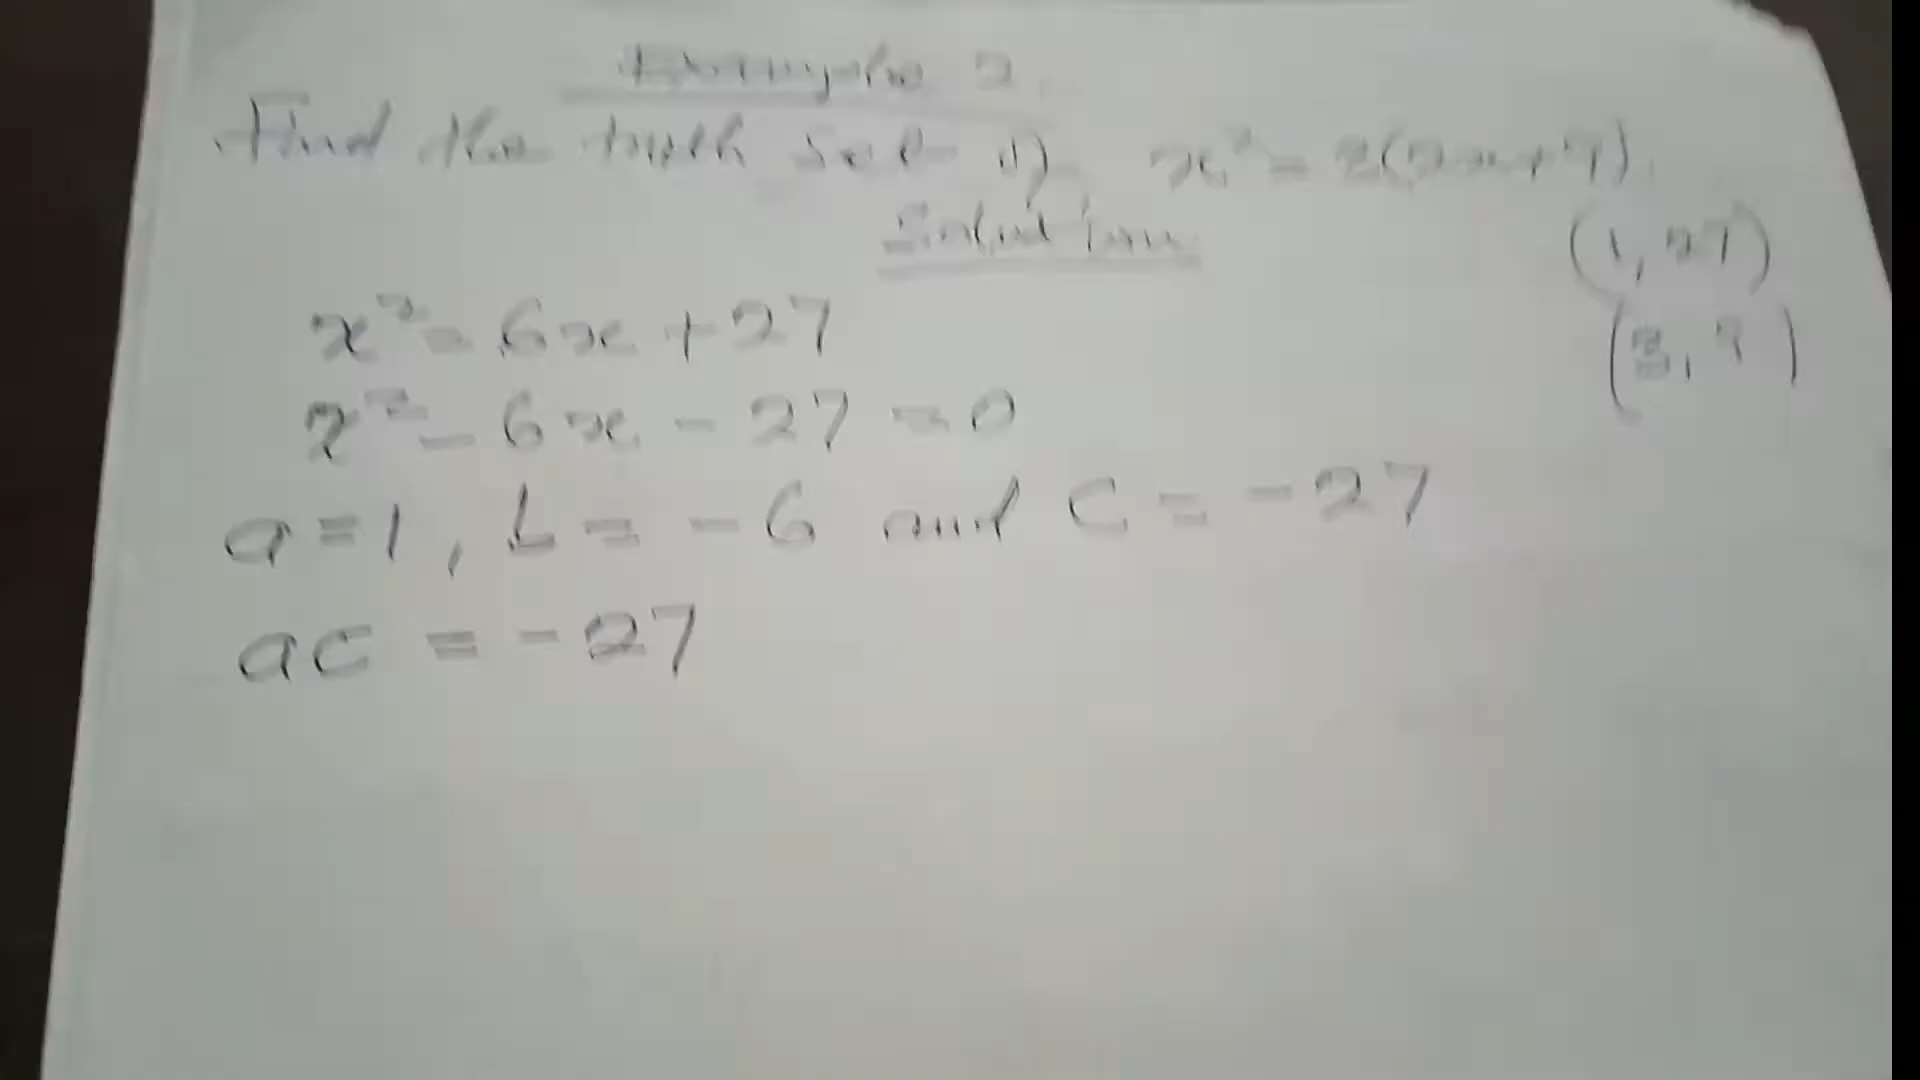 Example 2
Find the truth set of x² = 3(2x+9).
Solution
(1, 27)
(3, 9)
x² = 6x + 27
x² - 6x - 27 = 0
a = 1, b = -6 and c = -27
ac = -27